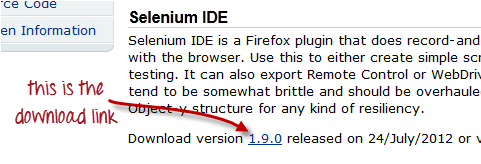 rce Code
en Information
Selenium IDE
Selenium IDE is a Firefox plugin that does record-and
with the browser. Use this to either create simple scr
testing. It can also export Remote Control or WebDriv
tend to be somewhat brittle and should be overhaule
Object-y structure for any kind of resiliency.
this is the
download link
Download version 1.9.0 released on 24/July/2012 or v